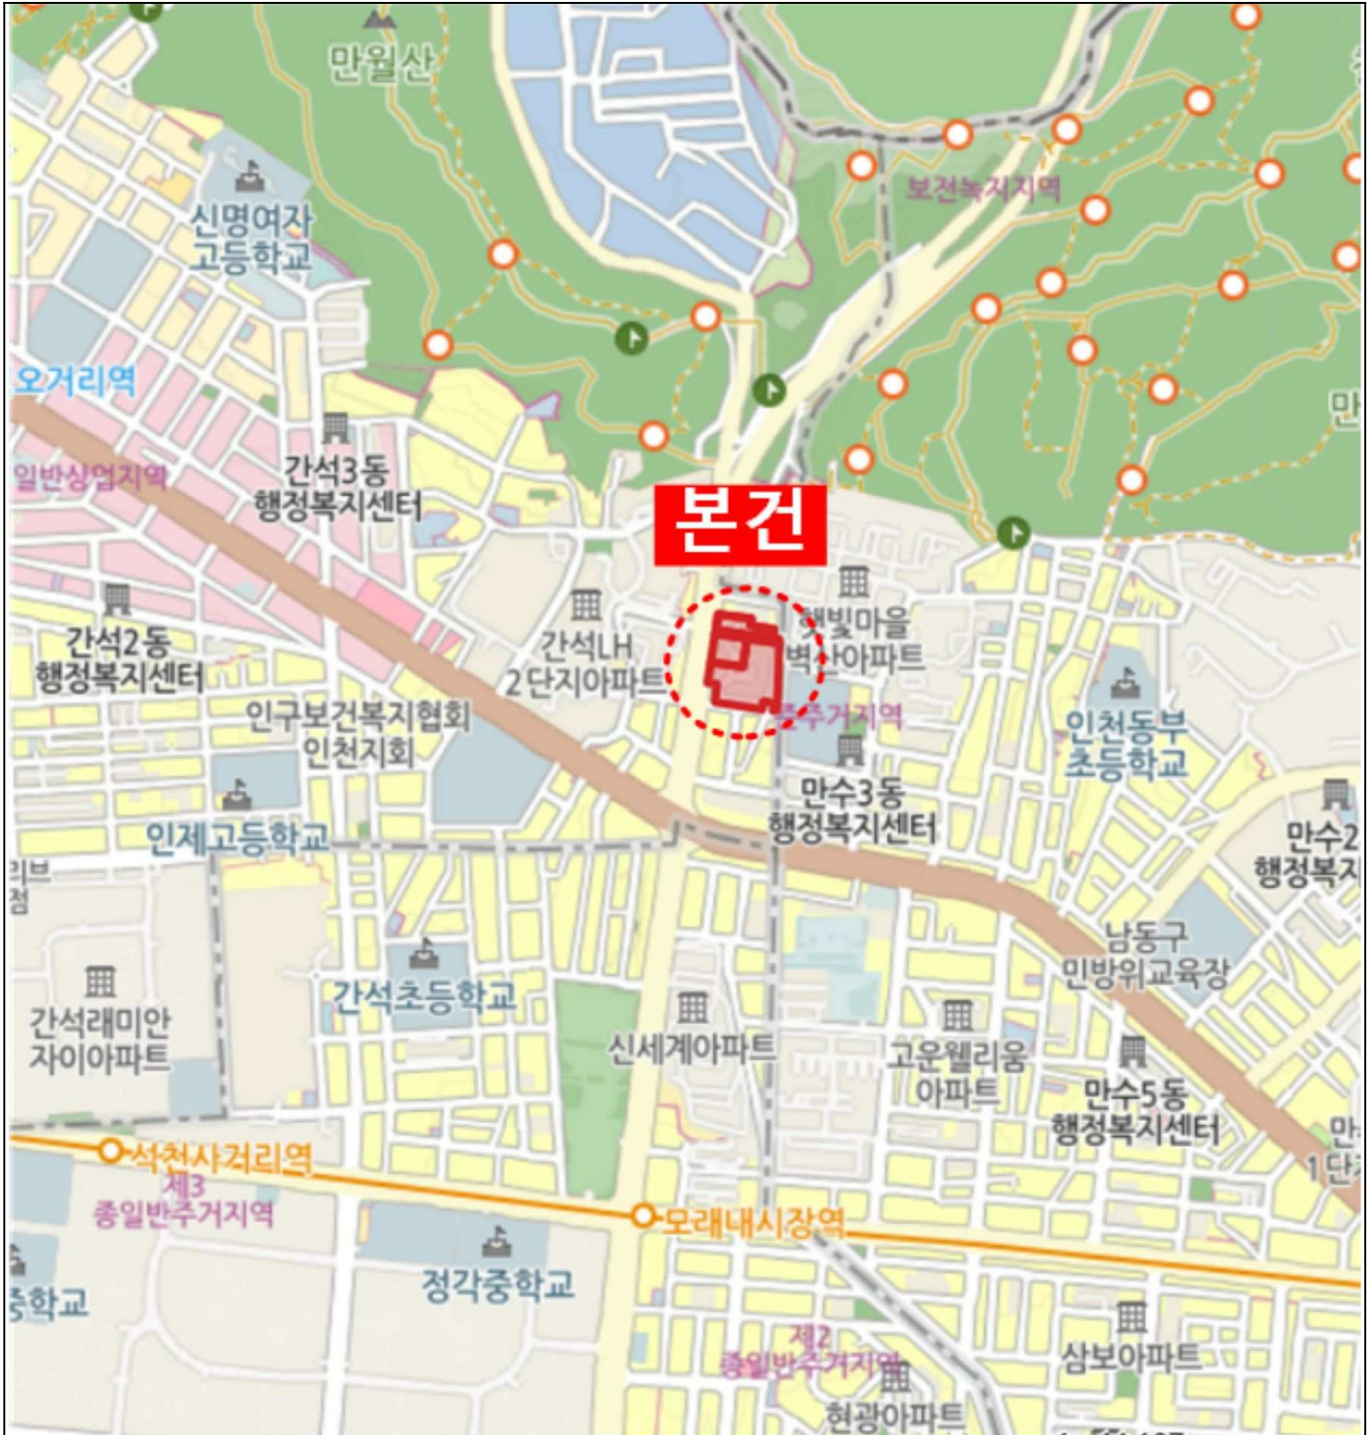 만월산
신명여자
고등학교
보전녹지지역
오거리역
일반상업지역
간석3동
행정복지센터
본건
간석2동
행정복지센터
간석LH
2단지아파트
햇빛마을
벽산아파트
종주거지역
인구보건복지협회
인천지회
인천동부
초등학교
만수3동
행정복지센터
인제고등학교
만수2
행정복지
리브
점
남동구
민방위교육장
간석초등학교
간석래미안
자이아파트
신세계아파트
고운웰리움
아파트
만수5동
행정복지센터
1단지
석천사거리역
제3
종일반주거지역
모래내시장역
정각중학교
중학교
제2
종일반주거지역
삼보아파트
현광아파트